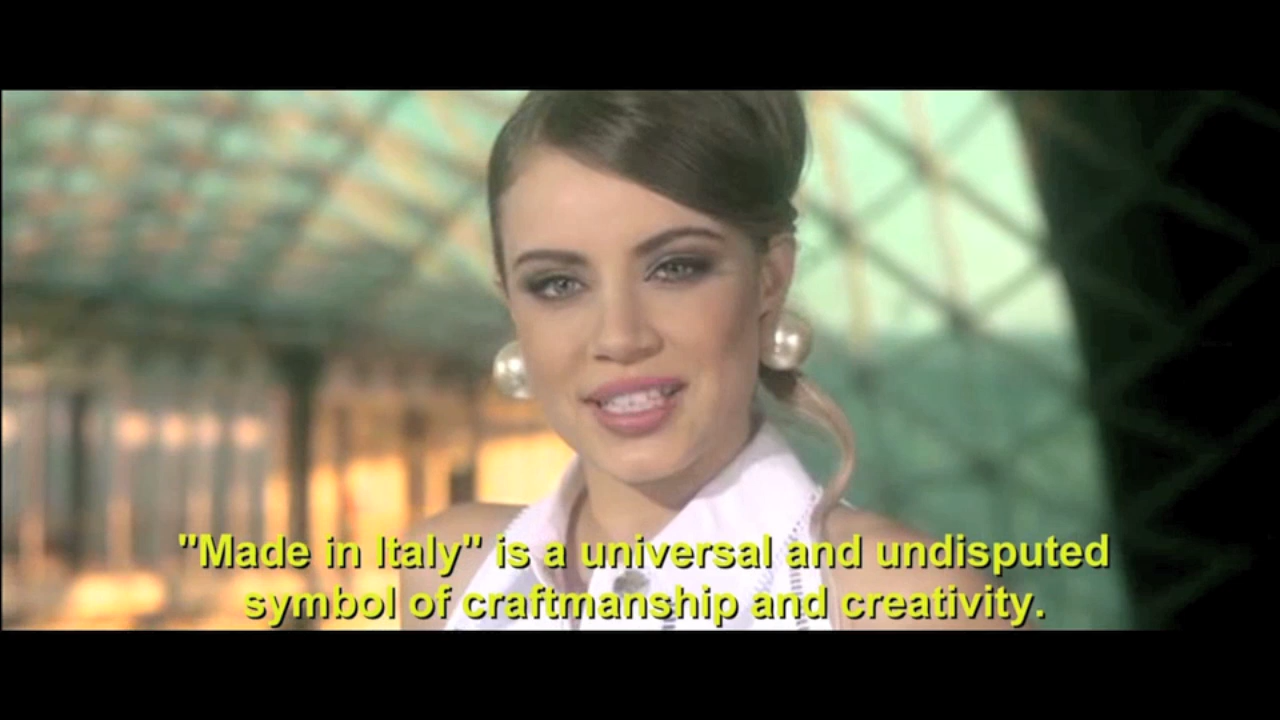 "Made in Italy" is a universal and undisputed
symbol of craftmanship and creativity.